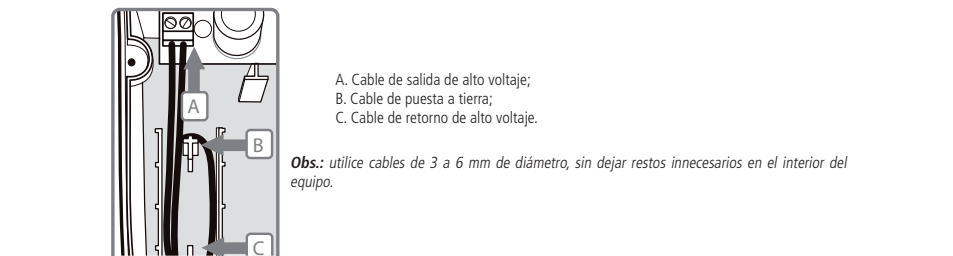 A
B
C
A. Cable de salida de alto voltaje;
B. Cable de puesta a tierra;
C. Cable de retorno de alto voltaje.
Obs.: utilice cables de 3 a 6 mm de diámetro, sin dejar restos innecesarios en el interior del
equipo.